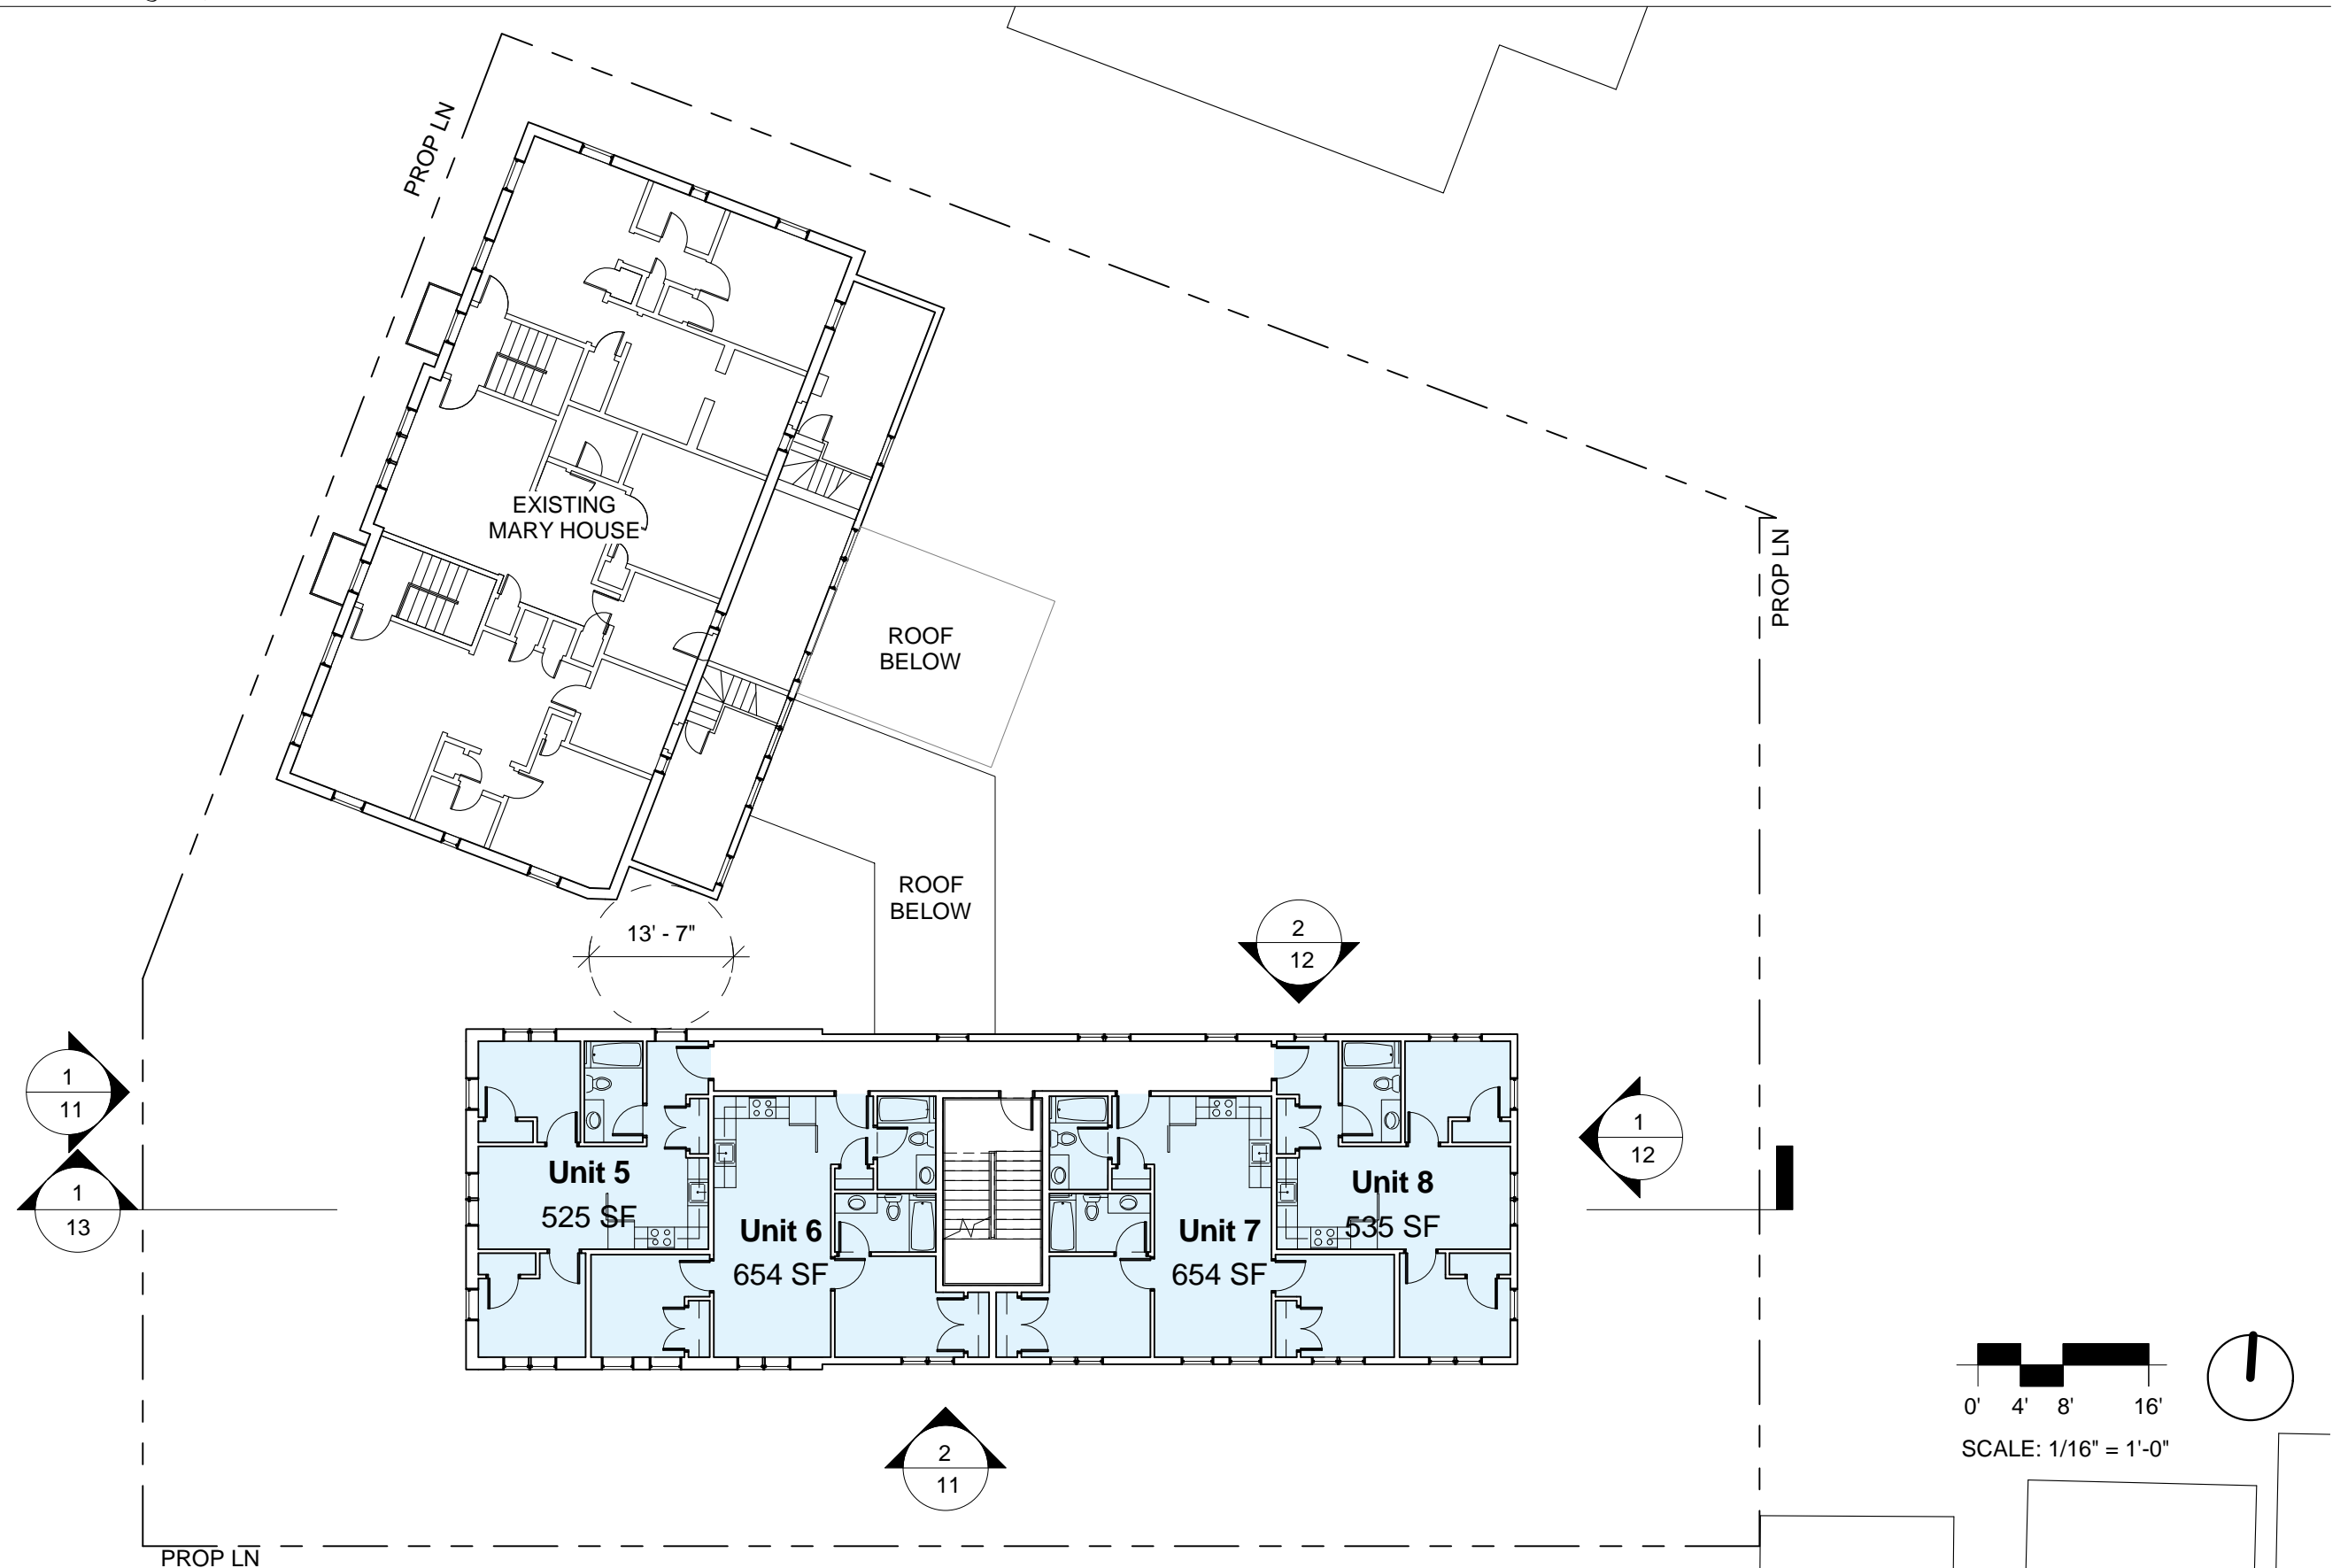 PROP LN
EXISTING
MARY HOUSE
PROP LN
ROOF
BELOW
ROOF
BELOW
13' - 7"
2
12
1
11
1
12
1
13
Unit 5
525 SF
Unit 6
654 SF
Unit 7
654 SF
Unit 8
535 SF
0' 4' 8' 16'
SCALE: 1/16" = 1'-0"
2
11
PROP LN